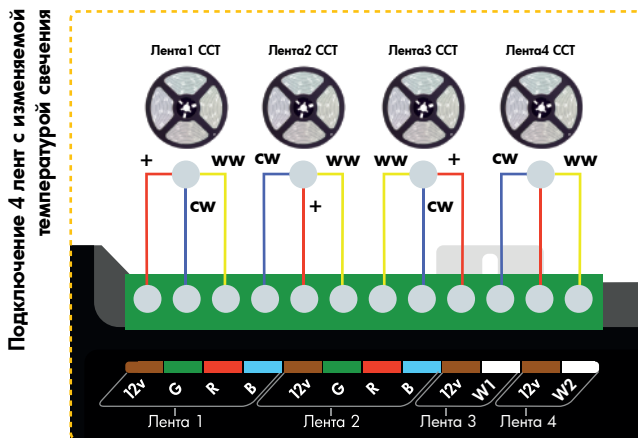 Подключение 4 лент с изменяемой
температурой свечения
Лента1 ССТ
Лента2 ССТ
Лента3 ССТ
Лента4 ССТ
+
ww
cw
ww
ww
+
cw
ww
cw
+
cw
12v
G
R
B
12v
G
R
B
12v
W1
12v
W2
Лента 1
Лента 2
Лента 3
Лента 4